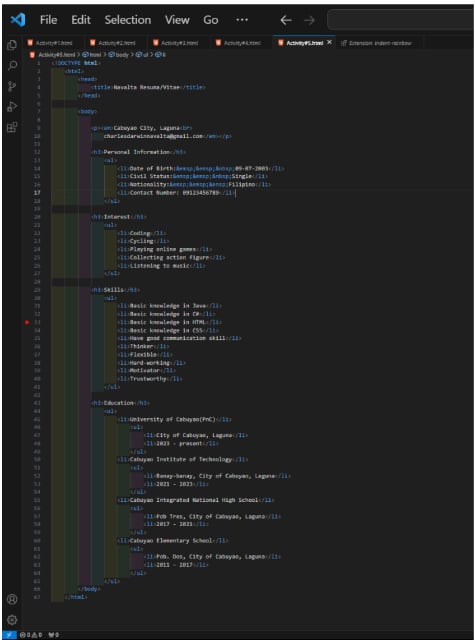 File Edit Selection View Go ...
Activity#1.html Activity#2.html Activity#3.html Activity#4.html Activity#5.html Extension: indent-rainbow
Activity#5.html > html > body > ul > li
1 <!DOCTYPE html>
2 <html>
3 <head>
4 <title>Navalta Resume/Vitae</title>
5 </head>
6
7 <body>
8
9 <p><em>Cabuyao City, Laguna<br>
10 charlesdarwinnavalta@gmail.com</em></p>
11
12 <h3>Personal Information</h3>
13 <ul>
14 <li>Date of Birth:&emsp;&emsp;&nbsp;09-07-2003</li>
15 <li>Civil Status:&emsp;&emsp;&nbsp;Single</li>
16 <li>Nationality:&emsp;&emsp;&emsp;Filipino</li>
17 <li>Contact Number: 09123456789</li>
18 </ul>
19
20 <h3>Interest</h3>
21 <ul>
22 <li>Coding</li>
23 <li>Cycling</li>
24 <li>Playing online games</li>
25 <li>Collecting action figure</li>
26 <li>Listening to music</li>
27 </ul>
28
29 <h3>Skills</h3>
30 <ul>
31 <li>Basic knowledge in Java</li>
32 <li>Basic knowledge in C#</li>
33 <li>Basic knowledge in HTML</li>
34 <li>Basic knowledge in CSS</li>
35 <li>Have good communication skill</li>
36 <li>Thinker</li>
37 <li>Flexible</li>
38 <li>Hard-working</li>
39 <li>Motivator</li>
40 <li>Trustworthy</li>
41 </ul>
42
43 <h3>Education</h3>
44 <ul>
45 <li>University of Cabuyao(PnC)</li>
46 <ul>
47 <li>City of Cabuyao, Laguna</li>
48 <li>2023 - present</li>
49 </ul>
50 <li>Cabuyao Institute of Technology</li>
51 <ul>
52 <li>Banay-banay, City of Cabuyao, Laguna</li>
53 <li>2021 - 2023</li>
54 </ul>
55 <li>Cabuyao Integrated National High School</li>
56 <ul>
57 <li>Pob Tres, City of Cabuyao, Laguna</li>
58 <li>2017 - 2021</li>
59 </ul>
60 <li>Cabuyao Elementary School</li>
61 <ul>
62 <li>Pob. Dos, City of Cabuyao, Laguna</li>
63 <li>2011 - 2017</li>
64 </ul>
65 </ul>
66 </body>
67 </html>
0 0 0